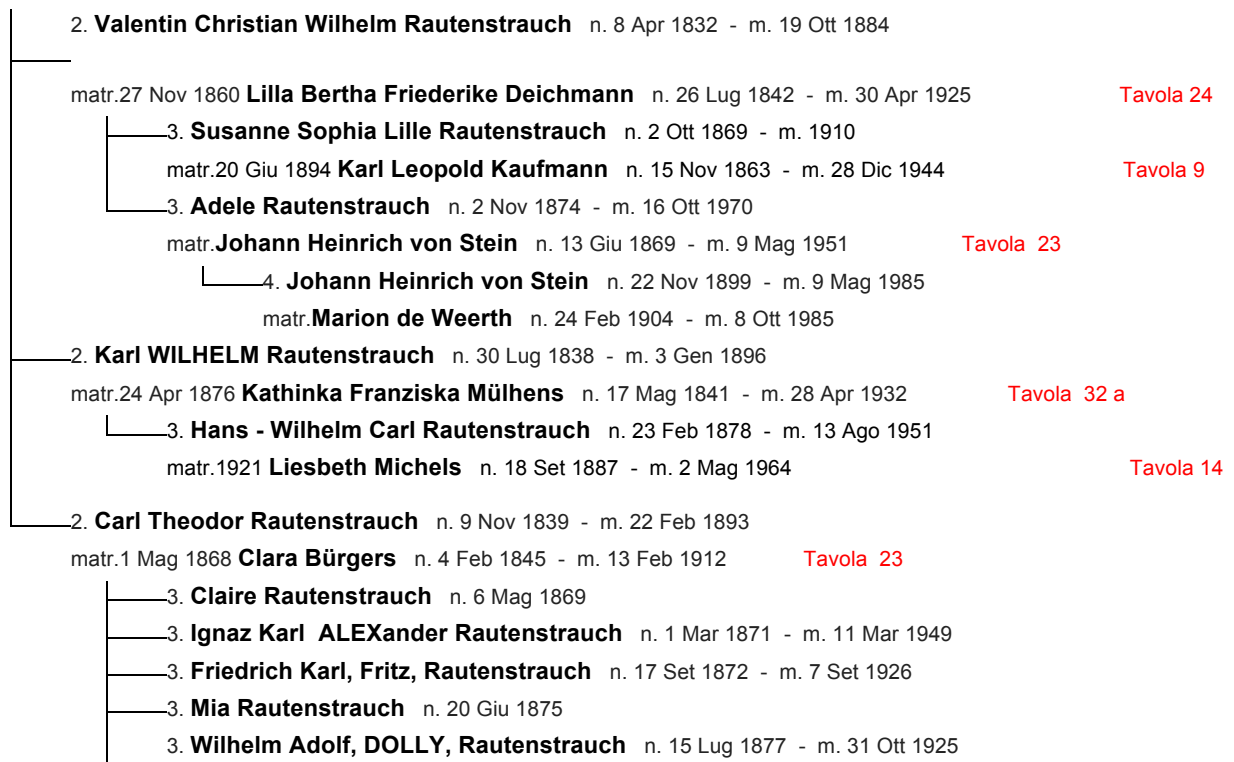 2. Valentin Christian Wilhelm Rautenstrauch n. 8 Apr 1832 - m. 19 Ott 1884
matr.27 Nov 1860 Lilla Bertha Friederike Deichmann n. 26 Lug 1842 - m. 30 Apr 1925 Tavola 24
3. Susanne Sophia Lille Rautenstrauch n. 2 Ott 1869 - m. 1910
matr.20 Giu 1894 Karl Leopold Kaufmann n. 15 Nov 1863 - m. 28 Dic 1944 Tavola 9
3. Adele Rautenstrauch n. 2 Nov 1874 - m. 16 Ott 1970
matr.Johann Heinrich von Stein n. 13 Giu 1869 - m. 9 Mag 1951 Tavola 23
4. Johann Heinrich von Stein n. 22 Nov 1899 - m. 9 Mag 1985
matr.Marion de Weerth n. 24 Feb 1904 - m. 8 Ott 1985
2. Karl WILHELM Rautenstrauch n. 30 Lug 1838 - m. 3 Gen 1896
matr.24 Apr 1876 Kathinka Franziska Mülhens n. 17 Mag 1841 - m. 28 Apr 1932 Tavola 32 a
3. Hans - Wilhelm Carl Rautenstrauch n. 23 Feb 1878 - m. 13 Ago 1951
matr.1921 Liesbeth Michels n. 18 Set 1887 - m. 2 Mag 1964 Tavola 14
2. Carl Theodor Rautenstrauch n. 9 Nov 1839 - m. 22 Feb 1893
matr.1 Mag 1868 Clara Bürgers n. 4 Feb 1845 - m. 13 Feb 1912 Tavola 23
3. Claire Rautenstrauch n. 6 Mag 1869
3. Ignaz Karl ALEXander Rautenstrauch n. 1 Mar 1871 - m. 11 Mar 1949
3. Friedrich Karl, Fritz, Rautenstrauch n. 17 Set 1872 - m. 7 Set 1926
3. Mia Rautenstrauch n. 20 Giu 1875
3. Wilhelm Adolf, DOLLY, Rautenstrauch n. 15 Lug 1877 - m. 31 Ott 1925